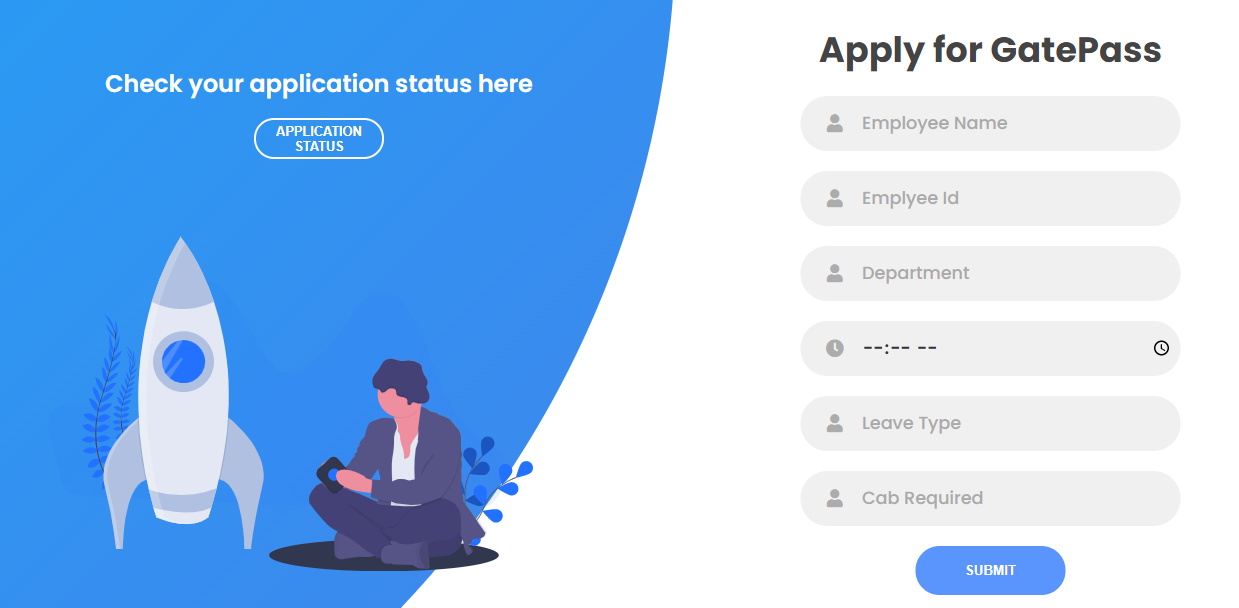 Check your application status here
APPLICATION
STATUS
Apply for GatePass
Employee Name
Emplyee Id
Department
--:-- --
Leave Type
Cab Required
SUBMIT